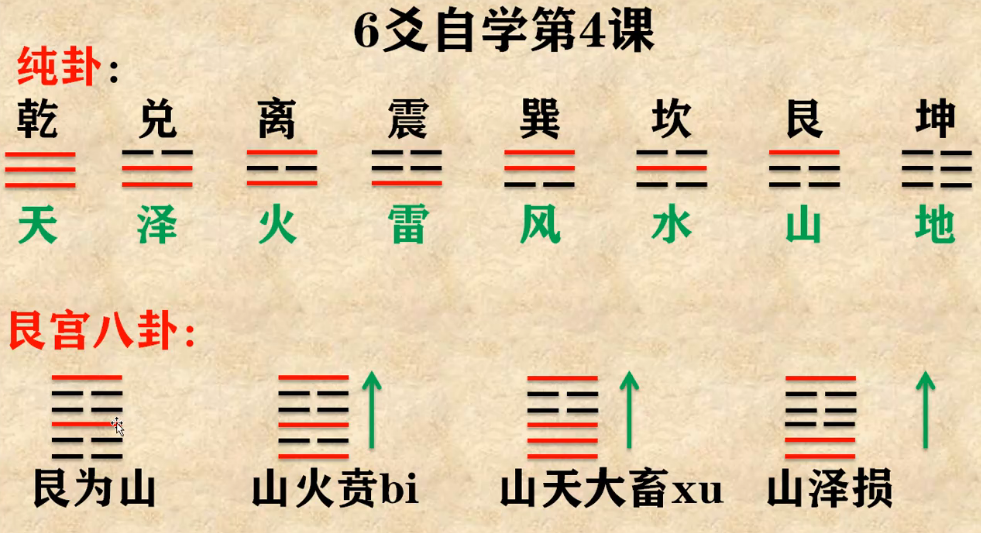 6爻自学第4课
纯卦：
乾 兑 离 震 巽 坎 艮 坤
天 泽 火 雷 风 水 山 地
艮宫八卦：
艮为山 山火贲bi 山天大畜xu 山泽损